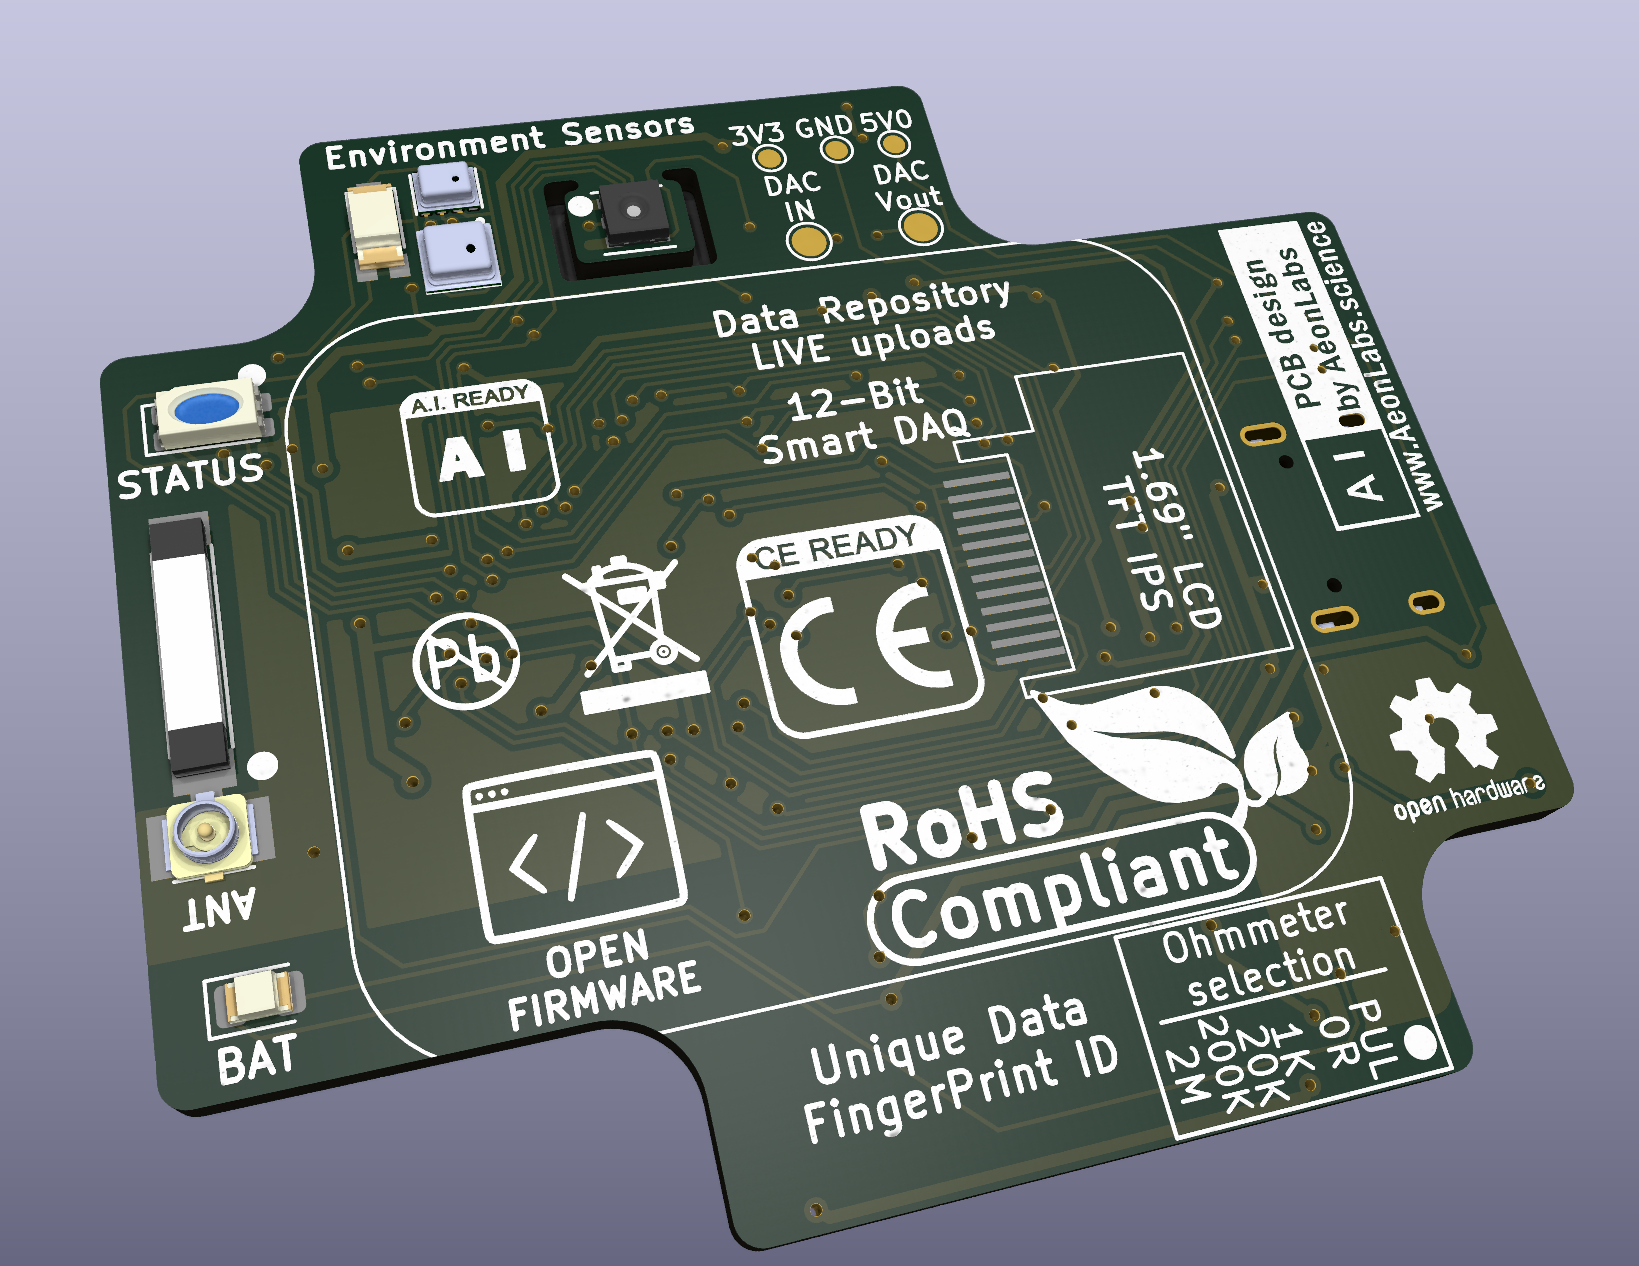 Environment Sensors
3V3 GND 5V0
DAC
IN
DAC
Vout
PCB design
by AeonLabs
www.AeonLabs.science
AI
Data Repository
LIVE uploads
12-Bit
Smart DAQ
A.I. READY
AI
STATUS
1.69" LCD
TFT IPS
CE READY
CE
Pb
open hardware
RoHS
Compliant
</>
OPEN
FIRMWARE
ANT
BAT
Unique Data
FingerPrint ID
Ohmmeter
selection
PUL
0R
1K
20K
200K
2M